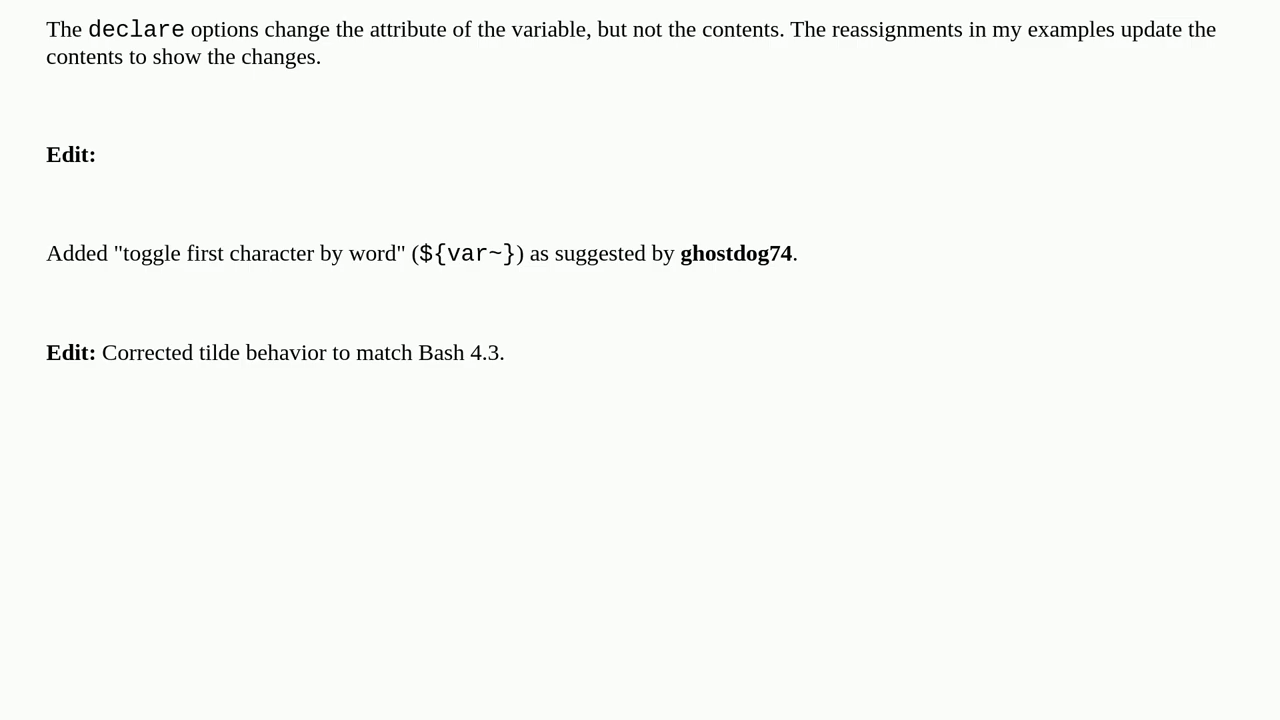 The declare options change the attribute of the variable, but not the contents. The reassignments in my examples update the
contents to show the changes.
Edit:
Added "toggle first character by word" (${var~}) as suggested by ghostdog74.
Edit: Corrected tilde behavior to match Bash 4.3.